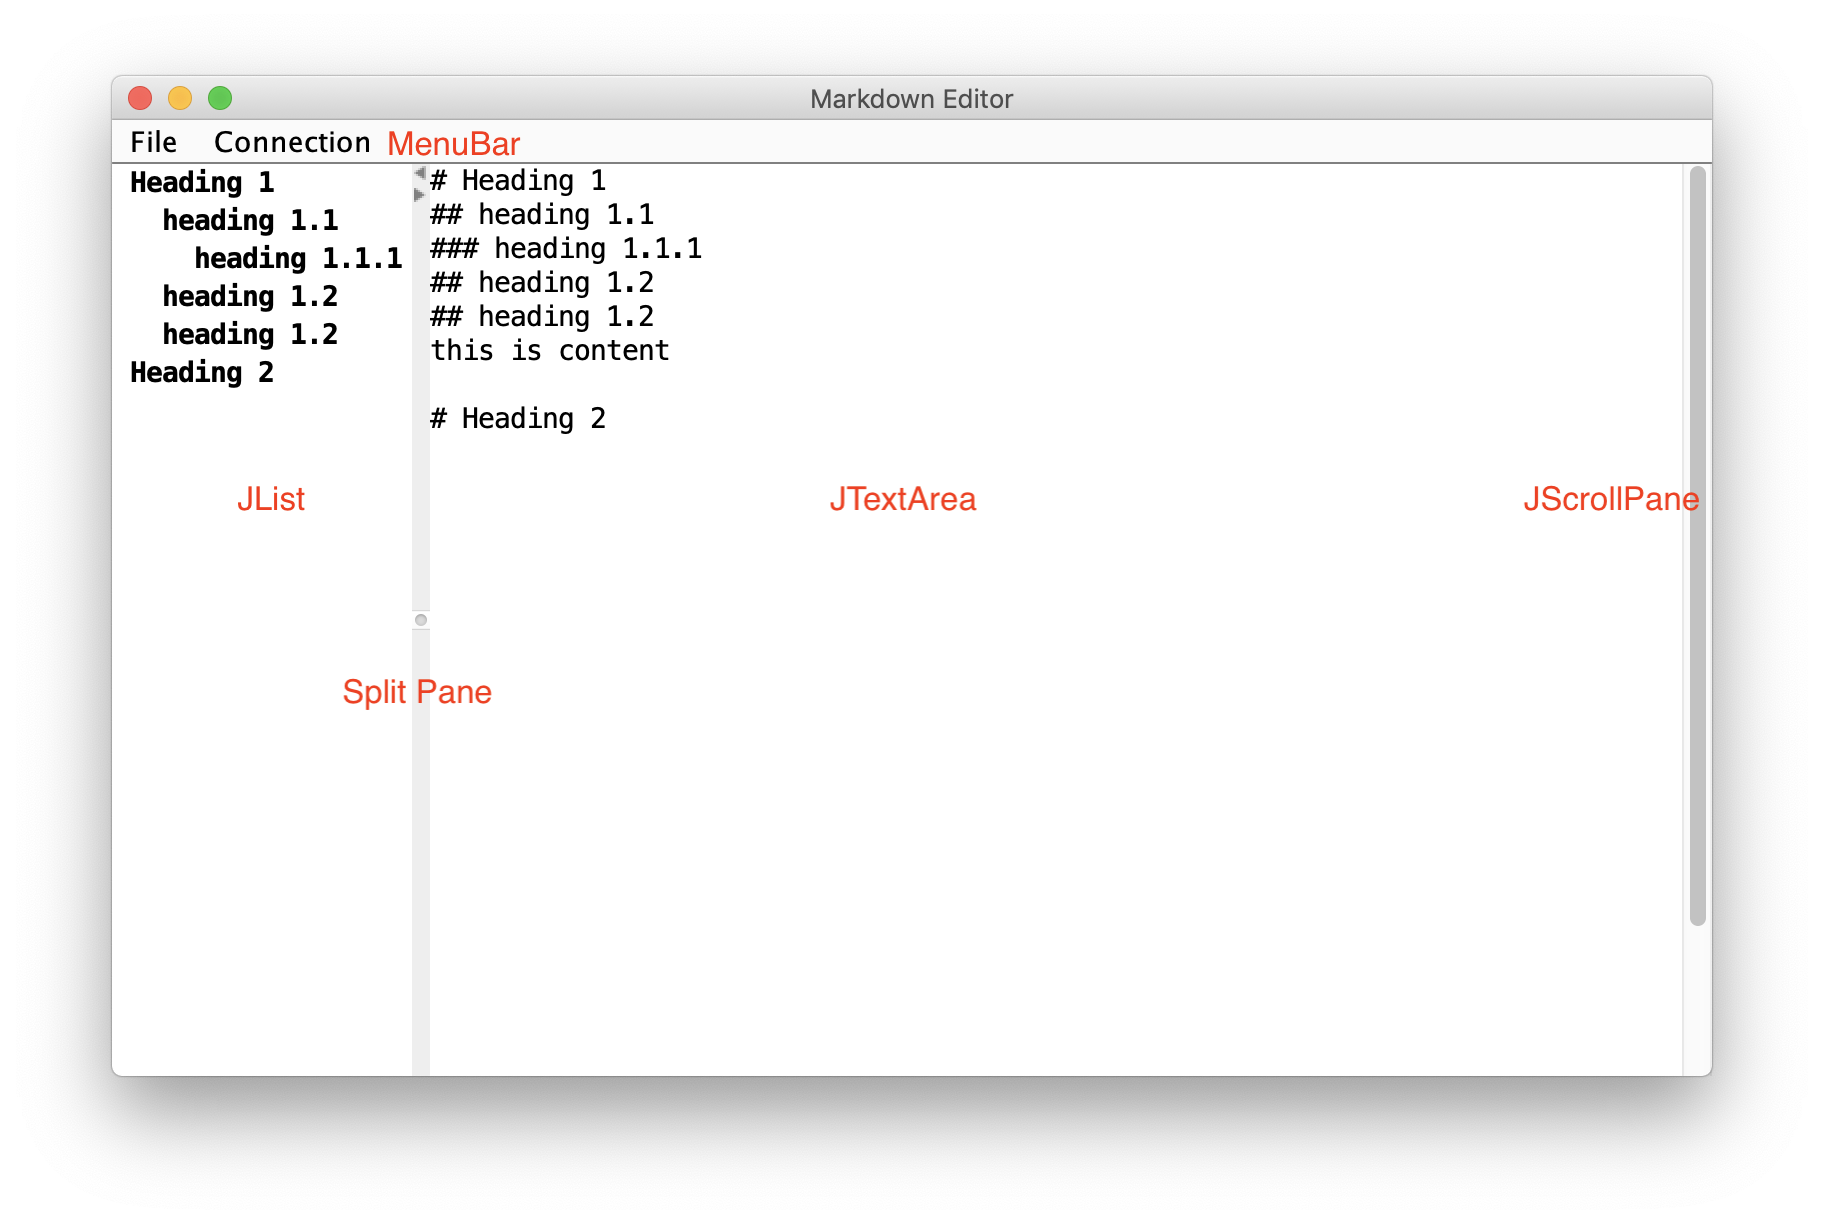 Markdown Editor
File Connection MenuBar
Heading 1
heading 1.1
heading 1.1.1
heading 1.2
heading 1.2
Heading 2
JList
# Heading 1
## heading 1.1
### heading 1.1.1
## heading 1.2
## heading 1.2
this is content
# Heading 2
JTextArea
JScrollPane
Split Pane